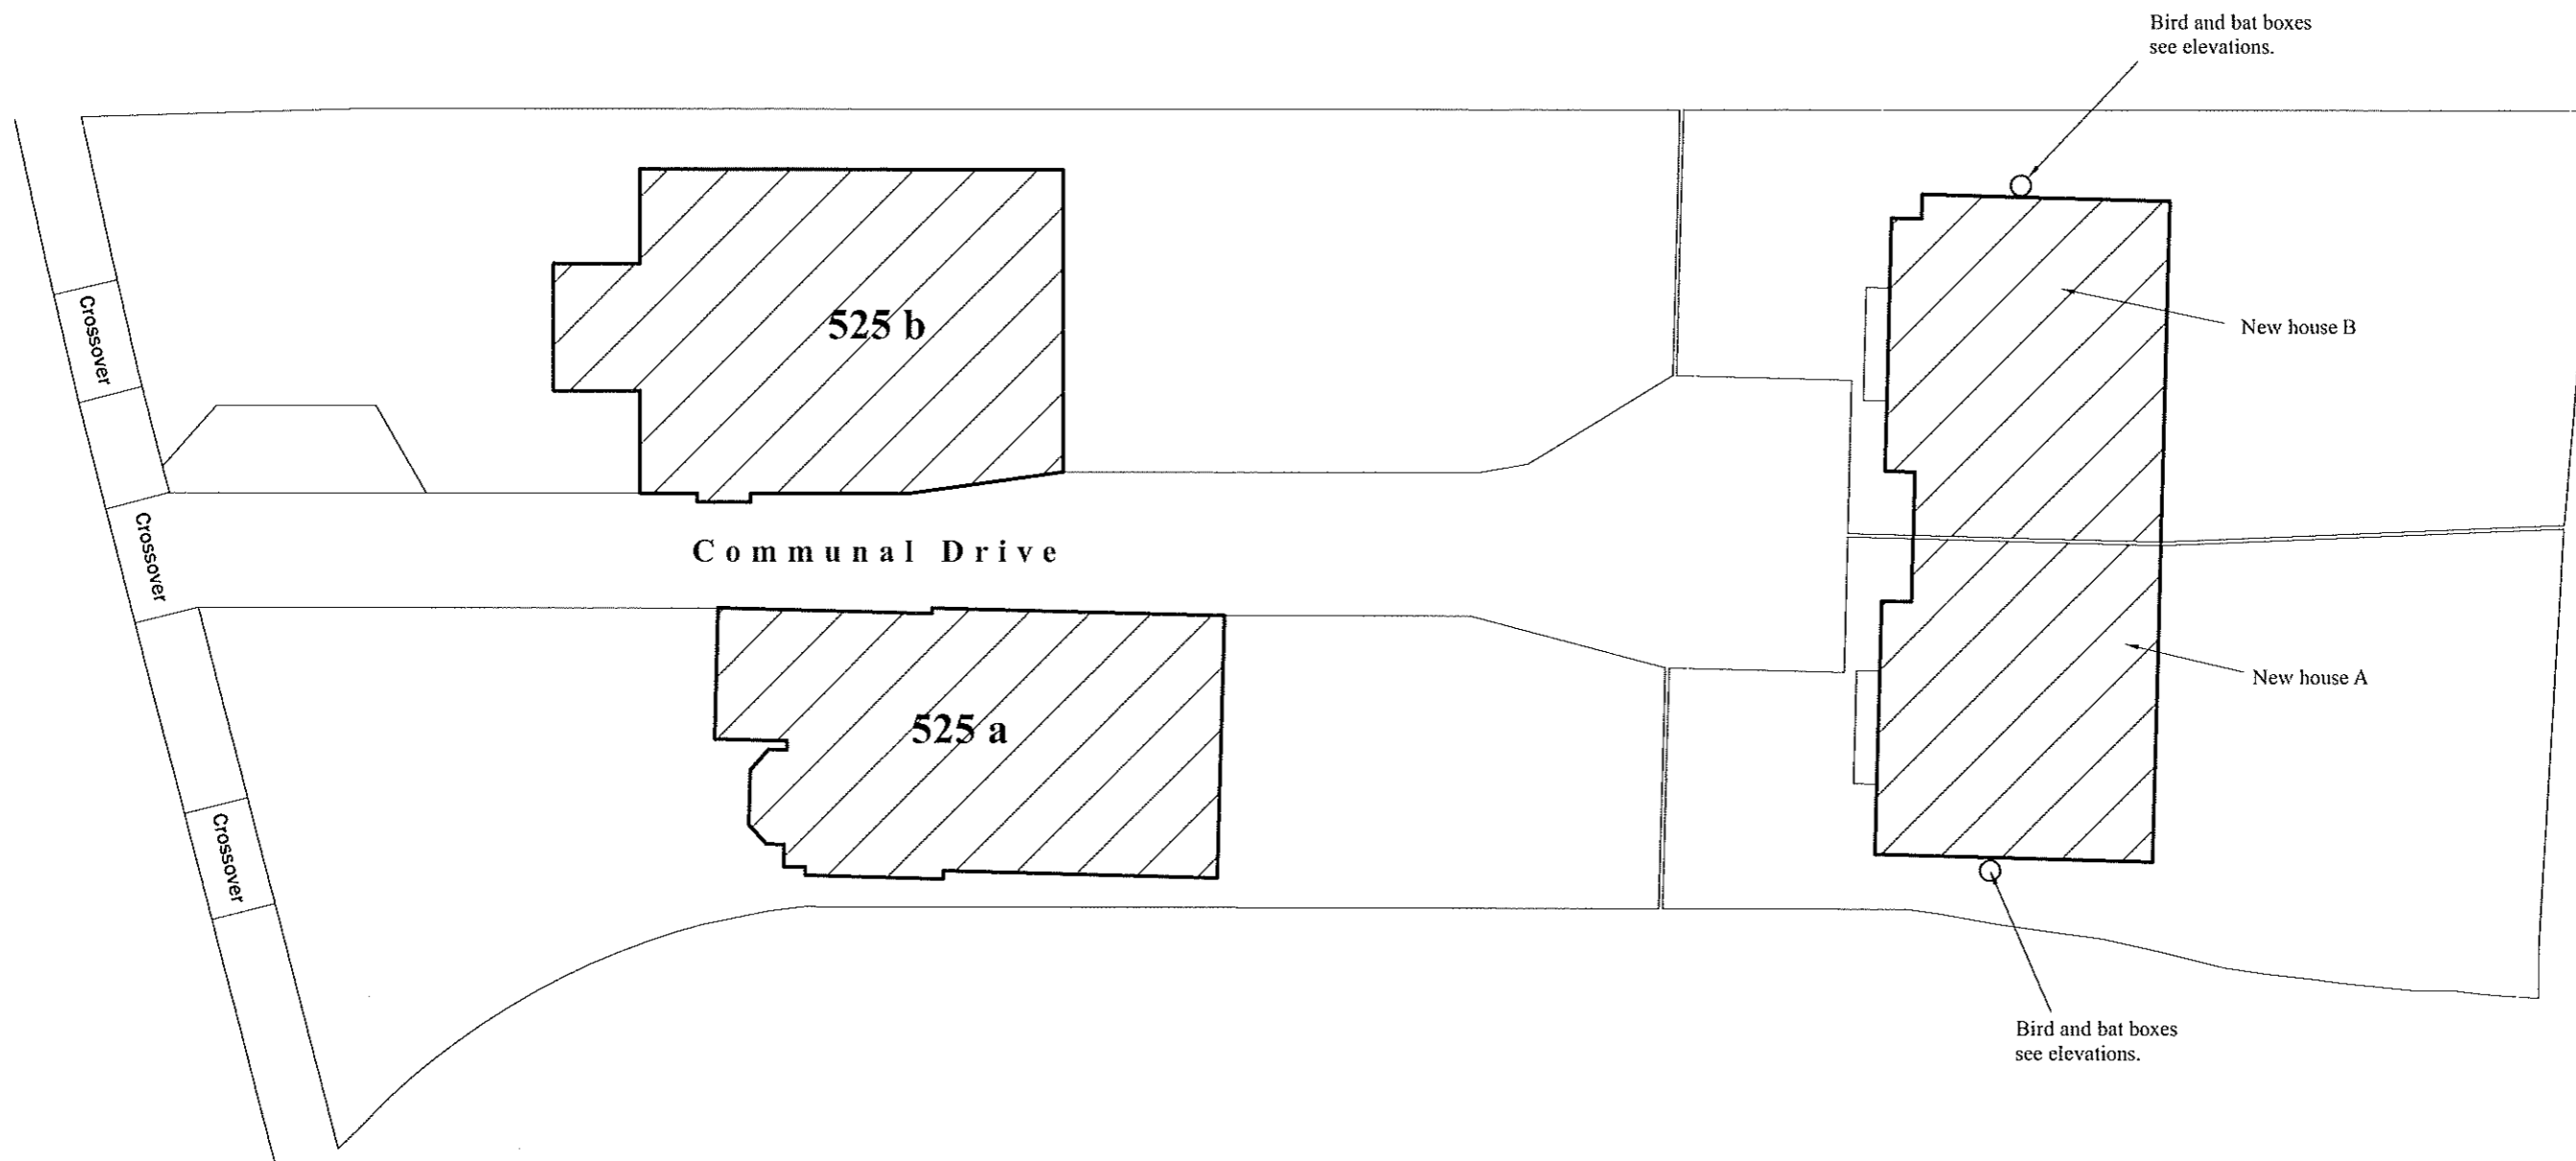 Bird and bat boxes
see elevations.
Crossover
525 b
New house B
Crossover
Communal Drive
New house A
525 a
Crossover
Bird and bat boxes
see elevations.